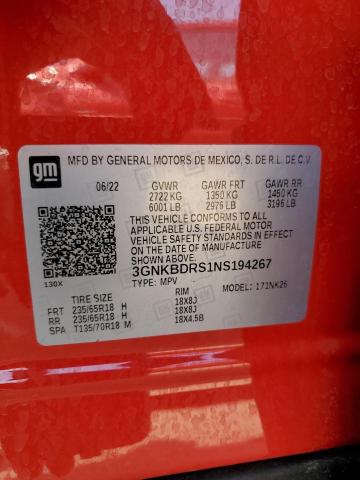 gm
MFD BY GENERAL MOTORS DE MEXICO, S. DE R.L. DE C.V.
06/22 GVWR GAWR FRT GAWR RR
2722 KG 1350 KG 1450 KG
6001 LB 2976 LB 3196 LB
THIS VEHICLE CONFORMS TO ALL
APPLICABLE U.S. FEDERAL MOTOR
VEHICLE SAFETY STANDARDS IN EFFECT
ON THE DATE OF MANUFACTURE
SHOWN ABOVE.
3GNKBDRS1NS194267
130X TYPE: MPV MODEL: 171NK26
TIRE SIZE RIM
FRT 235/65R18 H 18X8J
RR 235/65R18 H 18X8J
SPA T135/70R18 M 18X4.5B